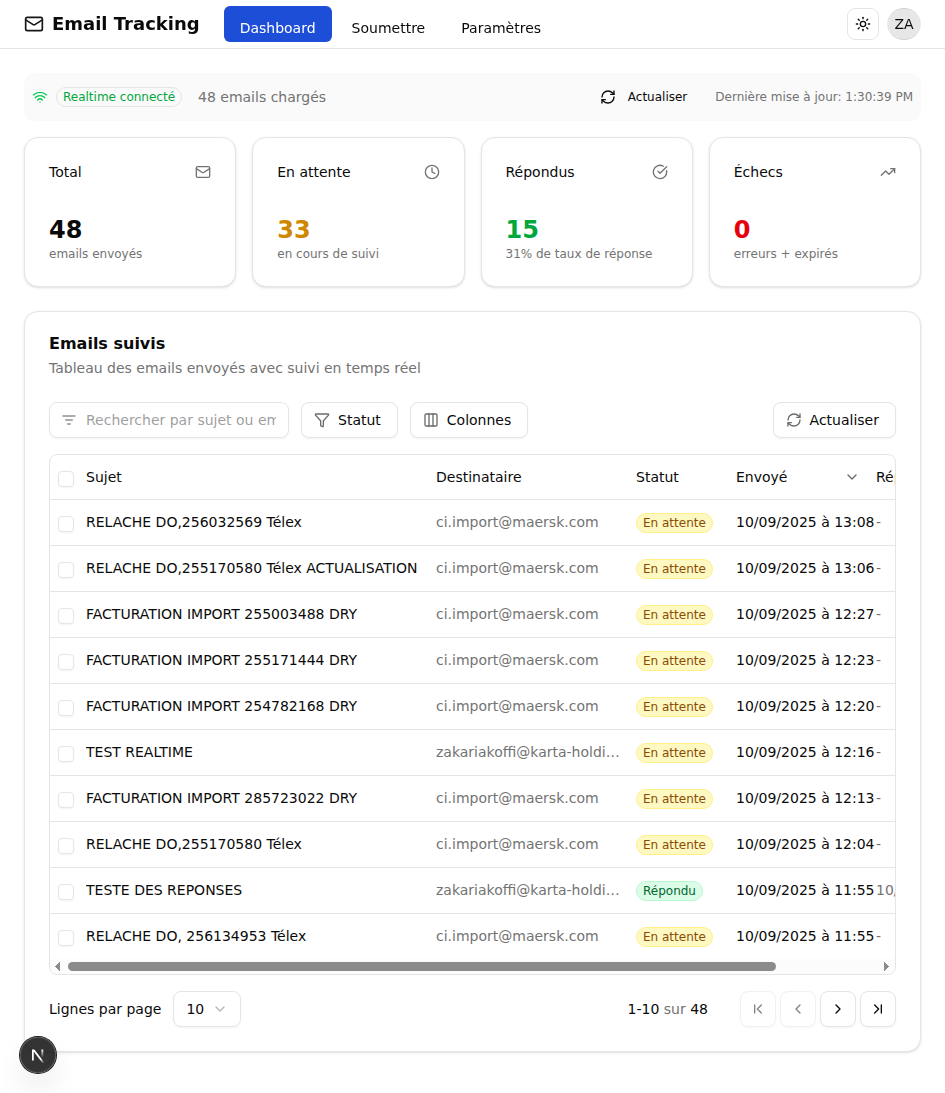 Email Tracking
Dashboard
Soumettre
Paramètres
ZA
Realtime connecté
48 emails chargés
Actualiser
Dernière mise à jour: 1:30:39 PM
Total
En attente
Répondus
Échecs
48
33
15
0
emails envoyés
en cours de suivi
31% de taux de réponse
erreurs + expirés
Emails suivis
Tableau des emails envoyés avec suivi en temps réel
Rechercher par sujet ou em
Statut
Colonnes
Actualiser
Sujet Destinataire Statut Envoyé Ré
RELACHE DO,256032569 Télex ci.import@maersk.com En attente 10/09/2025 à 13:08 -
RELACHE DO,255170580 Télex ACTUALISATION ci.import@maersk.com En attente 10/09/2025 à 13:06 -
FACTURATION IMPORT 255003488 DRY ci.import@maersk.com En attente 10/09/2025 à 12:27 -
FACTURATION IMPORT 255171444 DRY ci.import@maersk.com En attente 10/09/2025 à 12:23 -
FACTURATION IMPORT 254782168 DRY ci.import@maersk.com En attente 10/09/2025 à 12:20 -
TEST REALTIME zakariakoffi@karta-holdi... En attente 10/09/2025 à 12:16 -
FACTURATION IMPORT 285723022 DRY ci.import@maersk.com En attente 10/09/2025 à 12:13 -
RELACHE DO,255170580 Télex ci.import@maersk.com En attente 10/09/2025 à 12:04 -
TESTE DES REPONSES zakariakoffi@karta-holdi... Répondu 10/09/2025 à 11:55 10/
RELACHE DO, 256134953 Télex ci.import@maersk.com En attente 10/09/2025 à 11:55 -
Lignes par page 10 1-10 sur 48
N